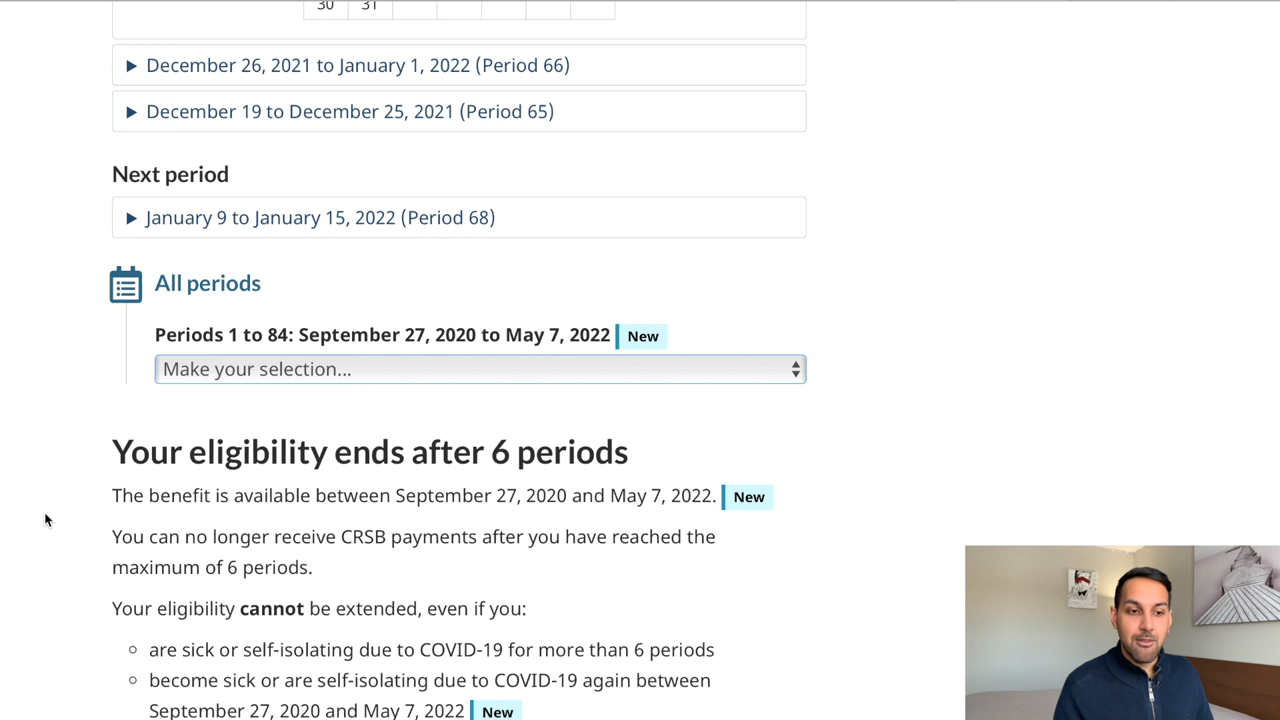 30 31
▶ December 26, 2021 to January 1, 2022 (Period 66)
▶ December 19 to December 25, 2021 (Period 65)
Next period
▶ January 9 to January 15, 2022 (Period 68)
All periods
Periods 1 to 84: September 27, 2020 to May 7, 2022 New
Make your selection...
Your eligibility ends after 6 periods
The benefit is available between September 27, 2020 and May 7, 2022. New
You can no longer receive CRSB payments after you have reached the
maximum of 6 periods.
Your eligibility cannot be extended, even if you:
are sick or self-isolating due to COVID-19 for more than 6 periods
become sick or are self-isolating due to COVID-19 again between
September 27, 2020 and May 7, 2022 New